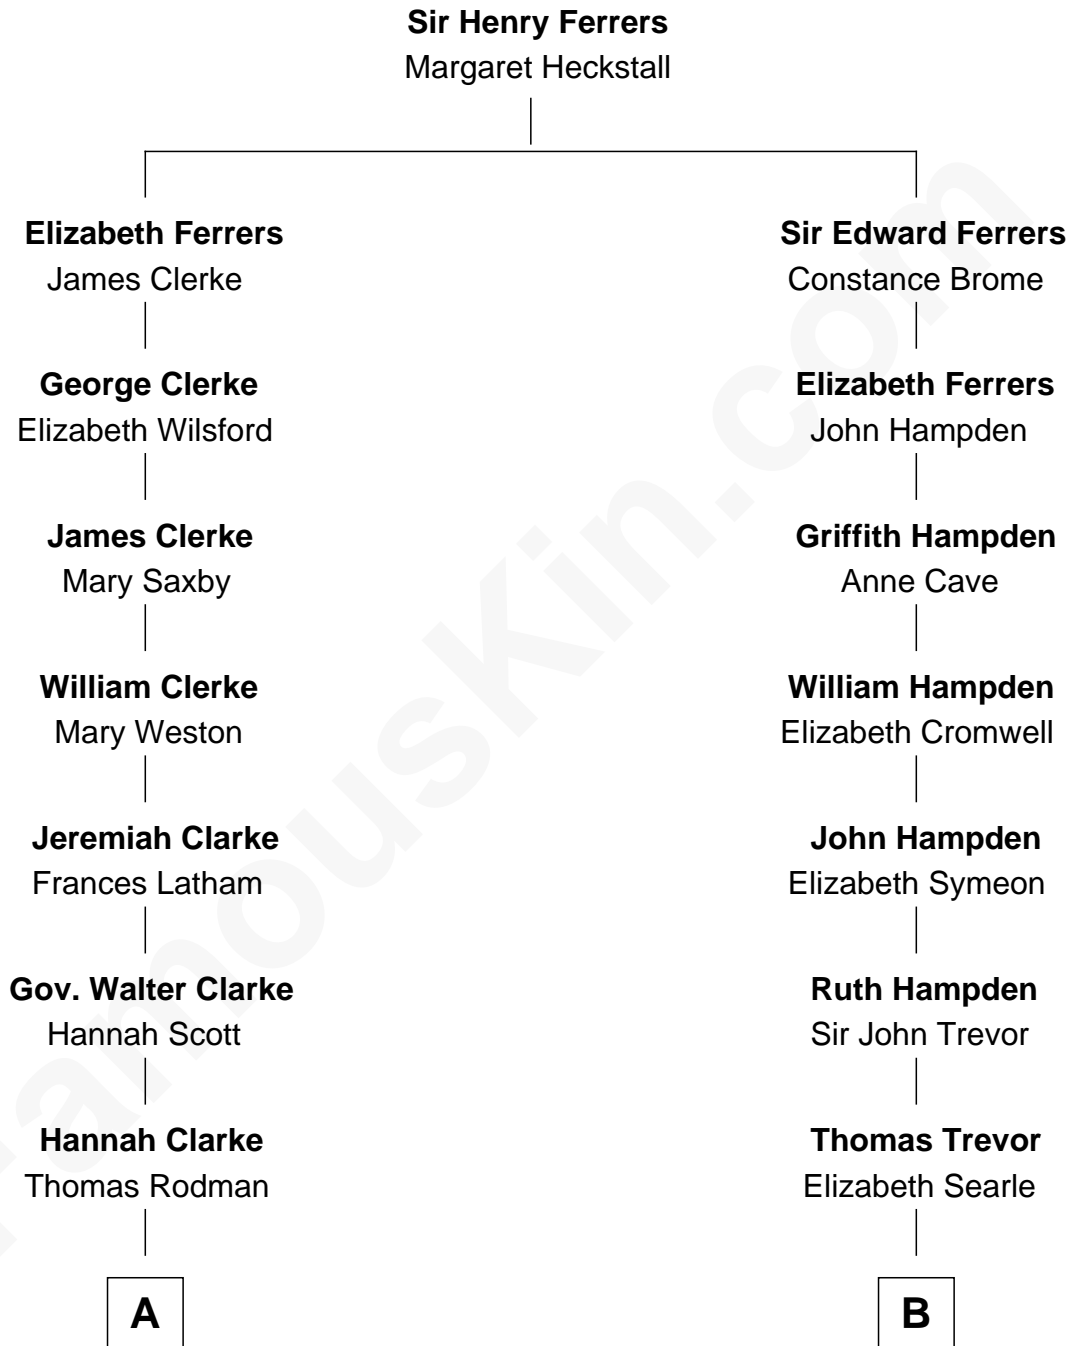 Sir Henry Ferrers
Margaret Heckstall
Elizabeth Ferrers
James Clerke
Sir Edward Ferrers
Constance Brome
George Clerke
Elizabeth Wilsford
Elizabeth Ferrers
John Hampden
James Clerke
Mary Saxby
Griffith Hampden
Anne Cave
William Clerke
Mary Weston
William Hampden
Elizabeth Cromwell
Jeremiah Clarke
Frances Latham
John Hampden
Elizabeth Symeon
Gov. Walter Clarke
Hannah Scott
Ruth Hampden
Sir John Trevor
Hannah Clarke
Thomas Rodman
Thomas Trevor
Elizabeth Searle
A
B
FamousKin.com